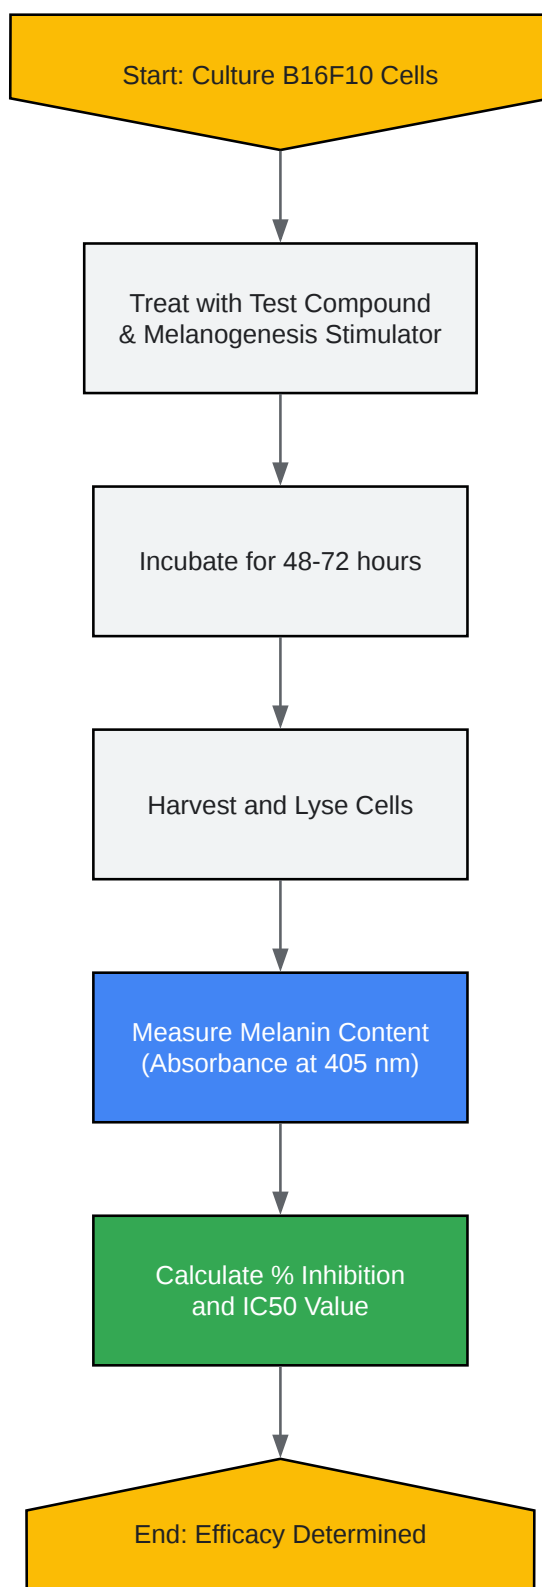 Start: Culture B16F10 Cells
Treat with Test Compound
& Melanogenesis Stimulator
Incubate for 48-72 hours
Harvest and Lyse Cells
Measure Melanin Content
(Absorbance at 405 nm)
Calculate % Inhibition
and IC50 Value
End: Efficacy Determined